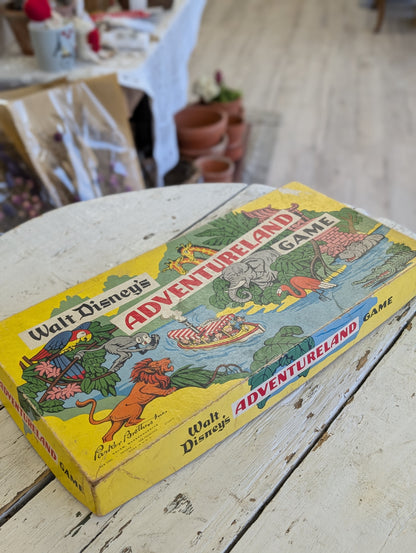 Walt Disney's
ADVENTURELAND
GAME
Parker Brothers Inc.
Walt
Disney's
ADVENTURELAND
GAME
GAME